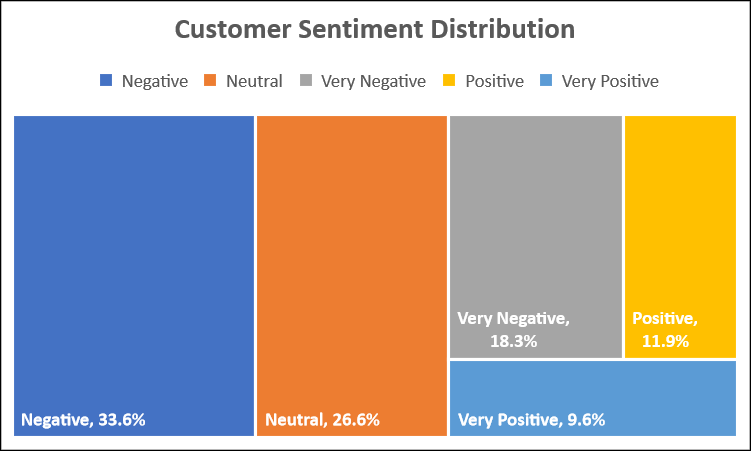 Customer Sentiment Distribution
Negative
Neutral
Very Negative
Positive
Very Positive
Negative, 33.6%
Neutral, 26.6%
Very Negative,
18.3%
Positive,
11.9%
Very Positive, 9.6%